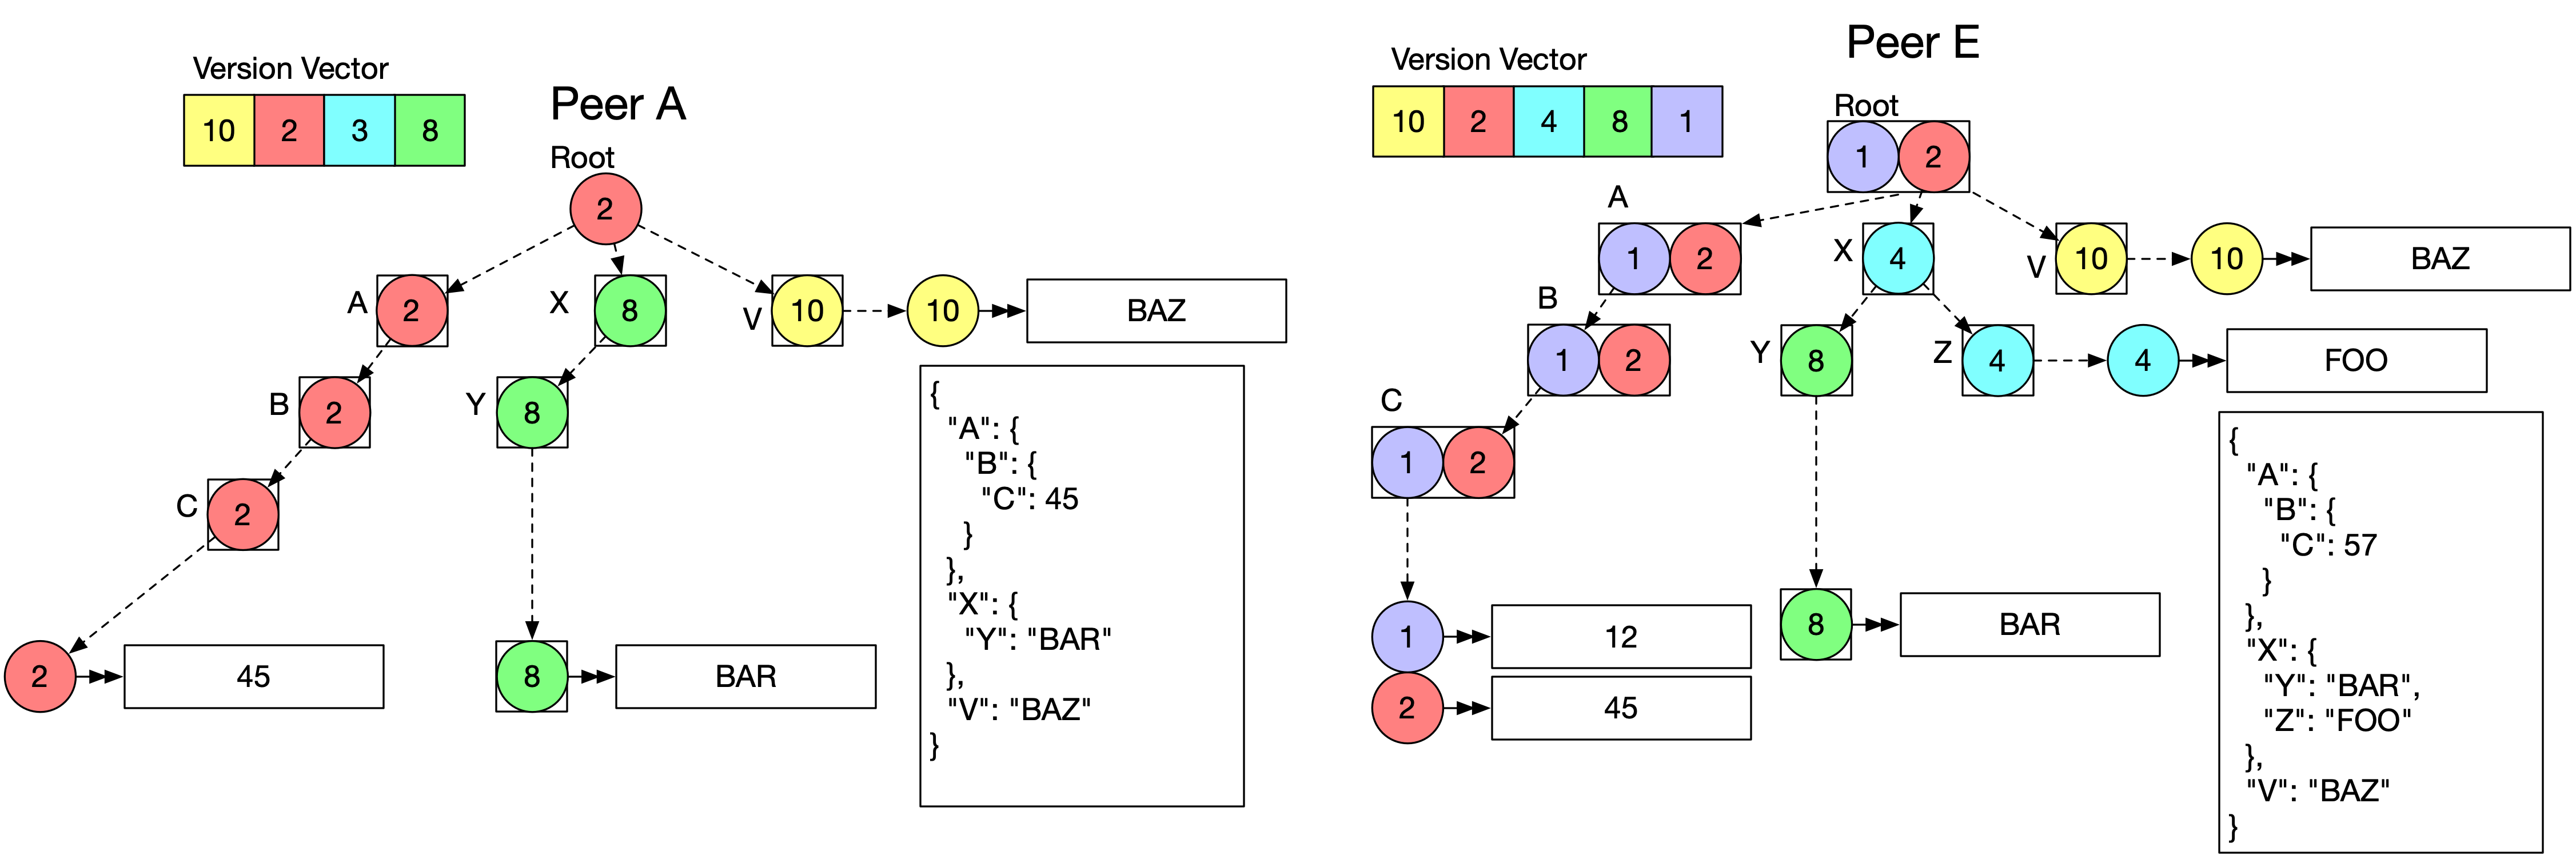 Version Vector
10 2 3 8
Peer A
Root
2
A 2
X 8
V 10 10 BAZ
B 2
Y 8
C 2
2 45
8 BAR
{
"A": {
"B": {
"C": 45
}
},
"X": {
"Y": "BAR"
},
"V": "BAZ"
}
Peer E
Version Vector
10 2 4 8 1
Root
1 2
A
1 2
X 4
V 10 10 BAZ
B
1 2
Y 8
Z 4 4 FOO
C
1 2
1 12
2 45
8 BAR
{
"A": {
"B": {
"C": 57
}
},
"X": {
"Y": "BAR",
"Z": "FOO"
},
"V": "BAZ"
}